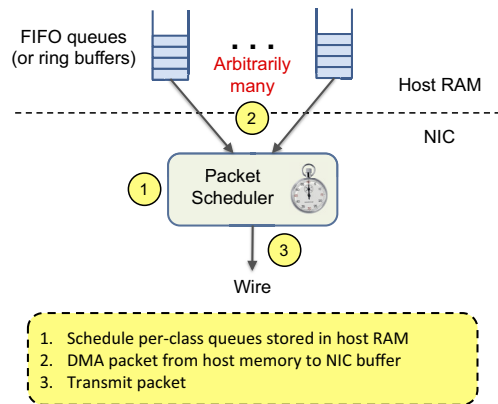 FIFO queues
(or ring buffers)
. . .
Arbitrarily
many
Host RAM
2
NIC
1
Packet
Scheduler
3
Wire
1. Schedule per-class queues stored in host RAM
2. DMA packet from host memory to NIC buffer
3. Transmit packet